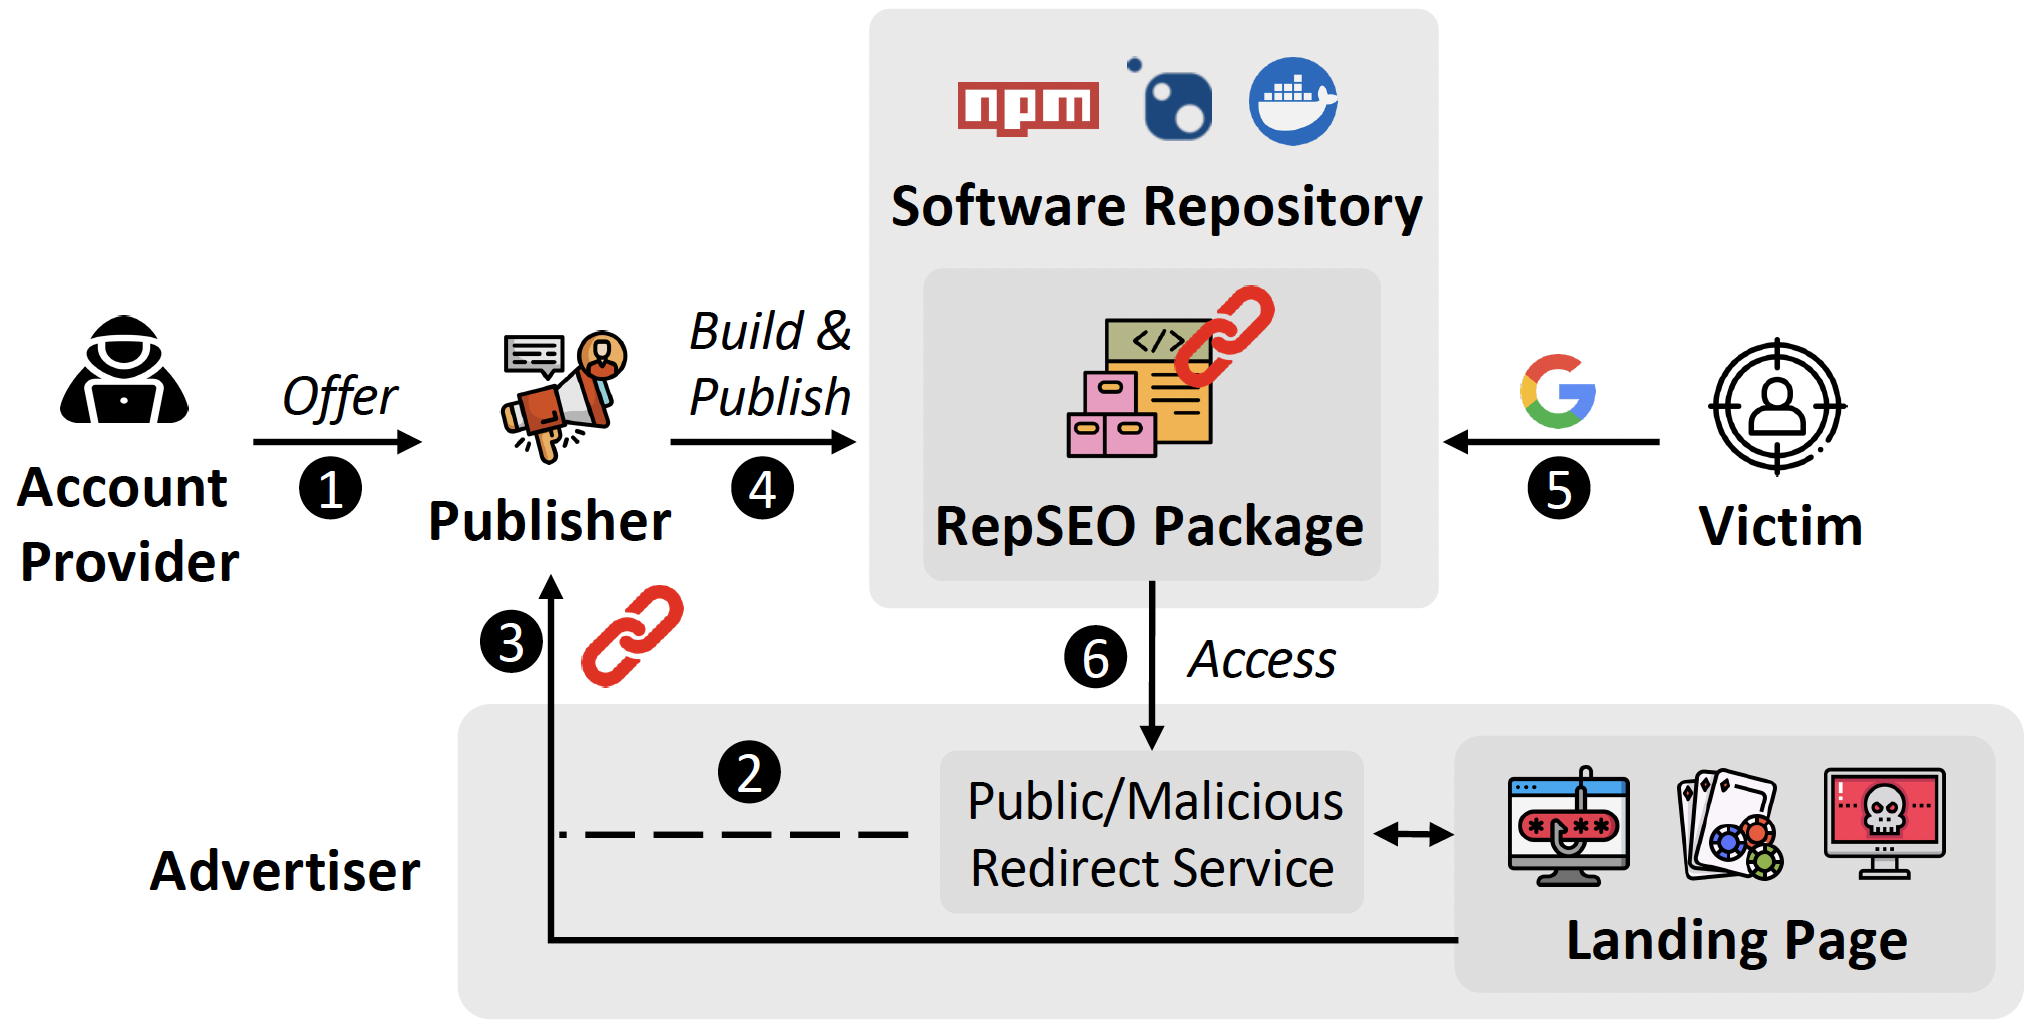 npm
Software Repository
Offer
1
Account
Provider
Publisher
Build &
Publish
4
</>
RepSEO Package
G
5
Victim
3
6
Access
2
Advertiser
Public/Malicious
Redirect Service
***
Landing Page